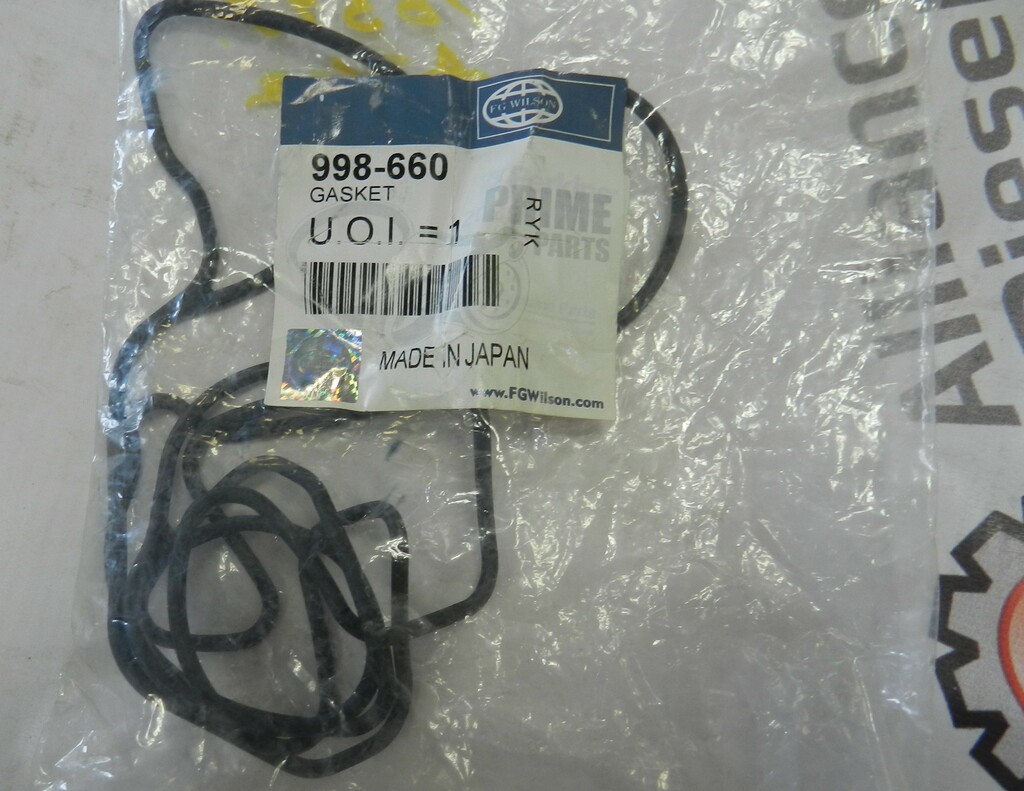 FG WILSON
998-660
GASKET
U.O.I. = 1
RYK
PRIME
PARTS
MADE IN JAPAN
www.FGWilson.com